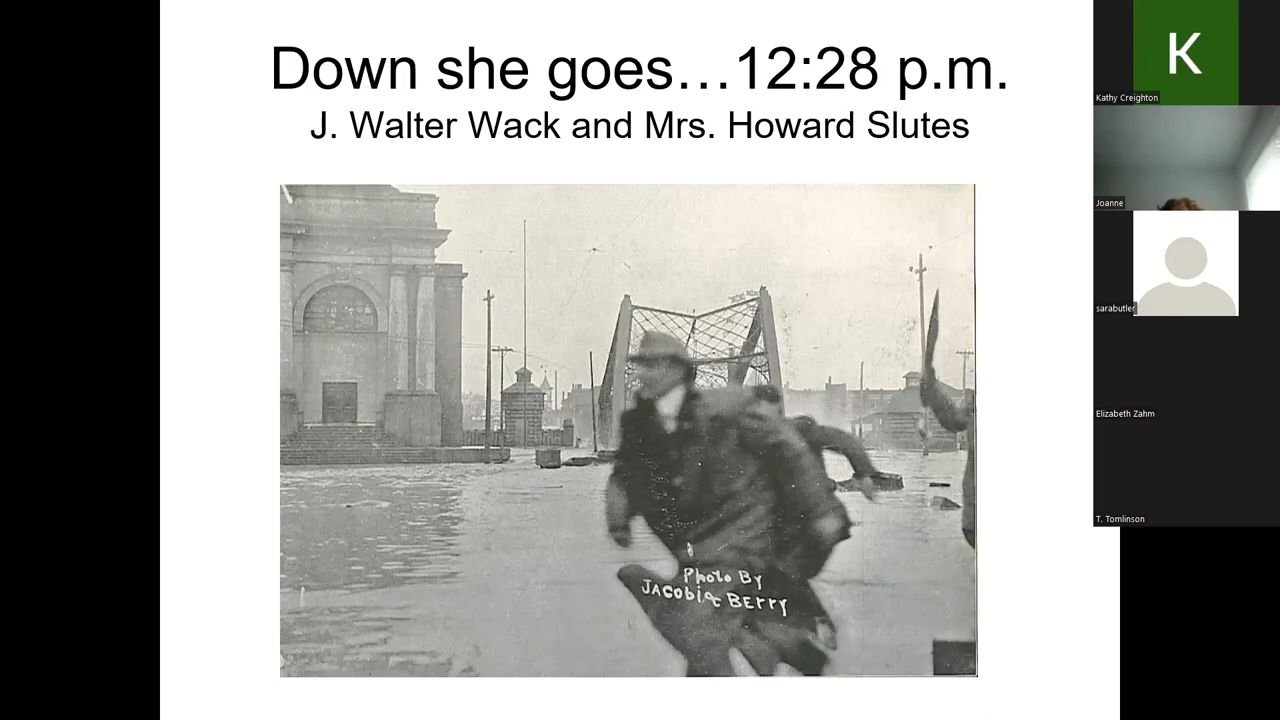 Down she goes…12:28 p.m.
J. Walter Wack and Mrs. Howard Slutes
Photo By
JACobi & BERRY
K
Kathy Creighton
Joanne
sarabutler
Elizabeth Zahm
T. Tomlinson